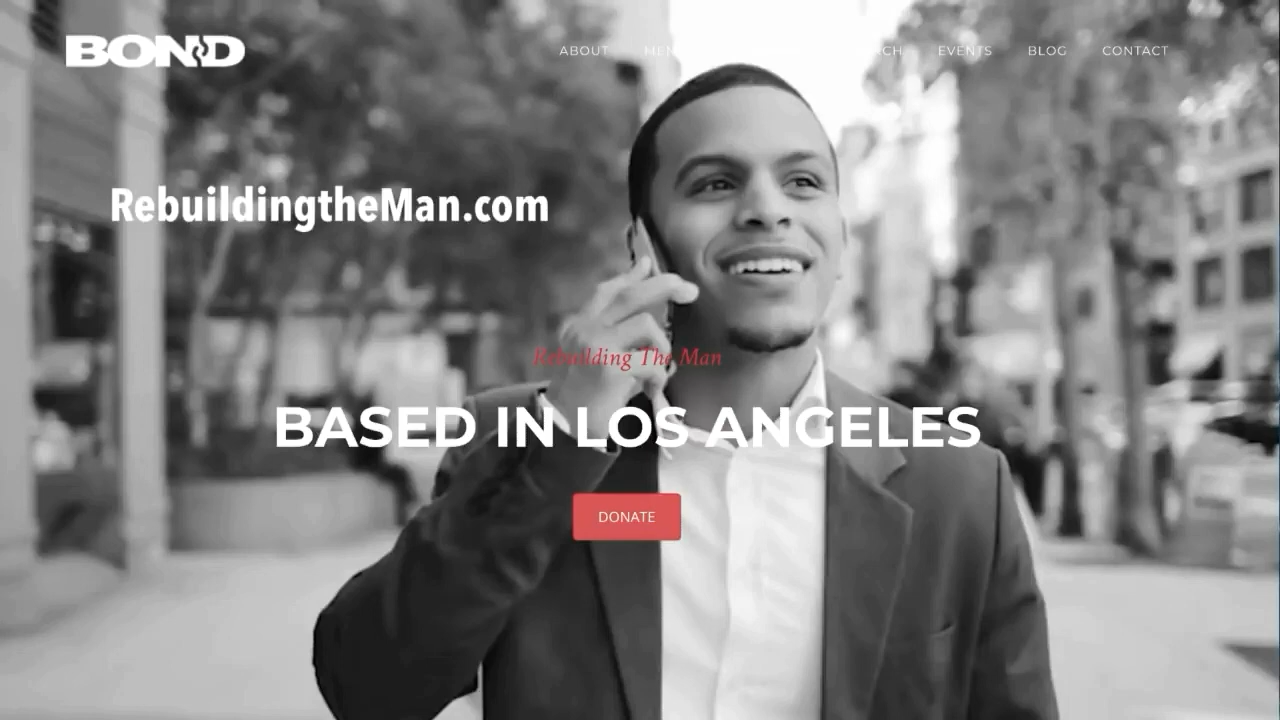 BOND
ABOUT EVENTS BLOG CONTACT
RebuildingtheMan.com
Rebuilding The Man
BASED IN LOS ANGELES
DONATE